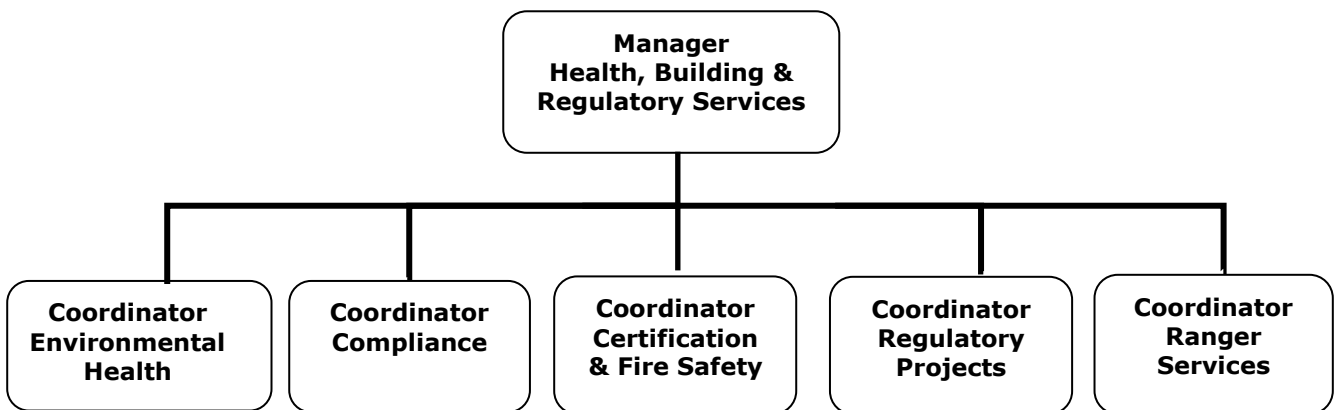 Manager
Health, Building &
Regulatory Services
Coordinator
Environmental
Health
Coordinator
Compliance
Coordinator
Certification
& Fire Safety
Coordinator
Regulatory
Projects
Coordinator
Ranger
Services